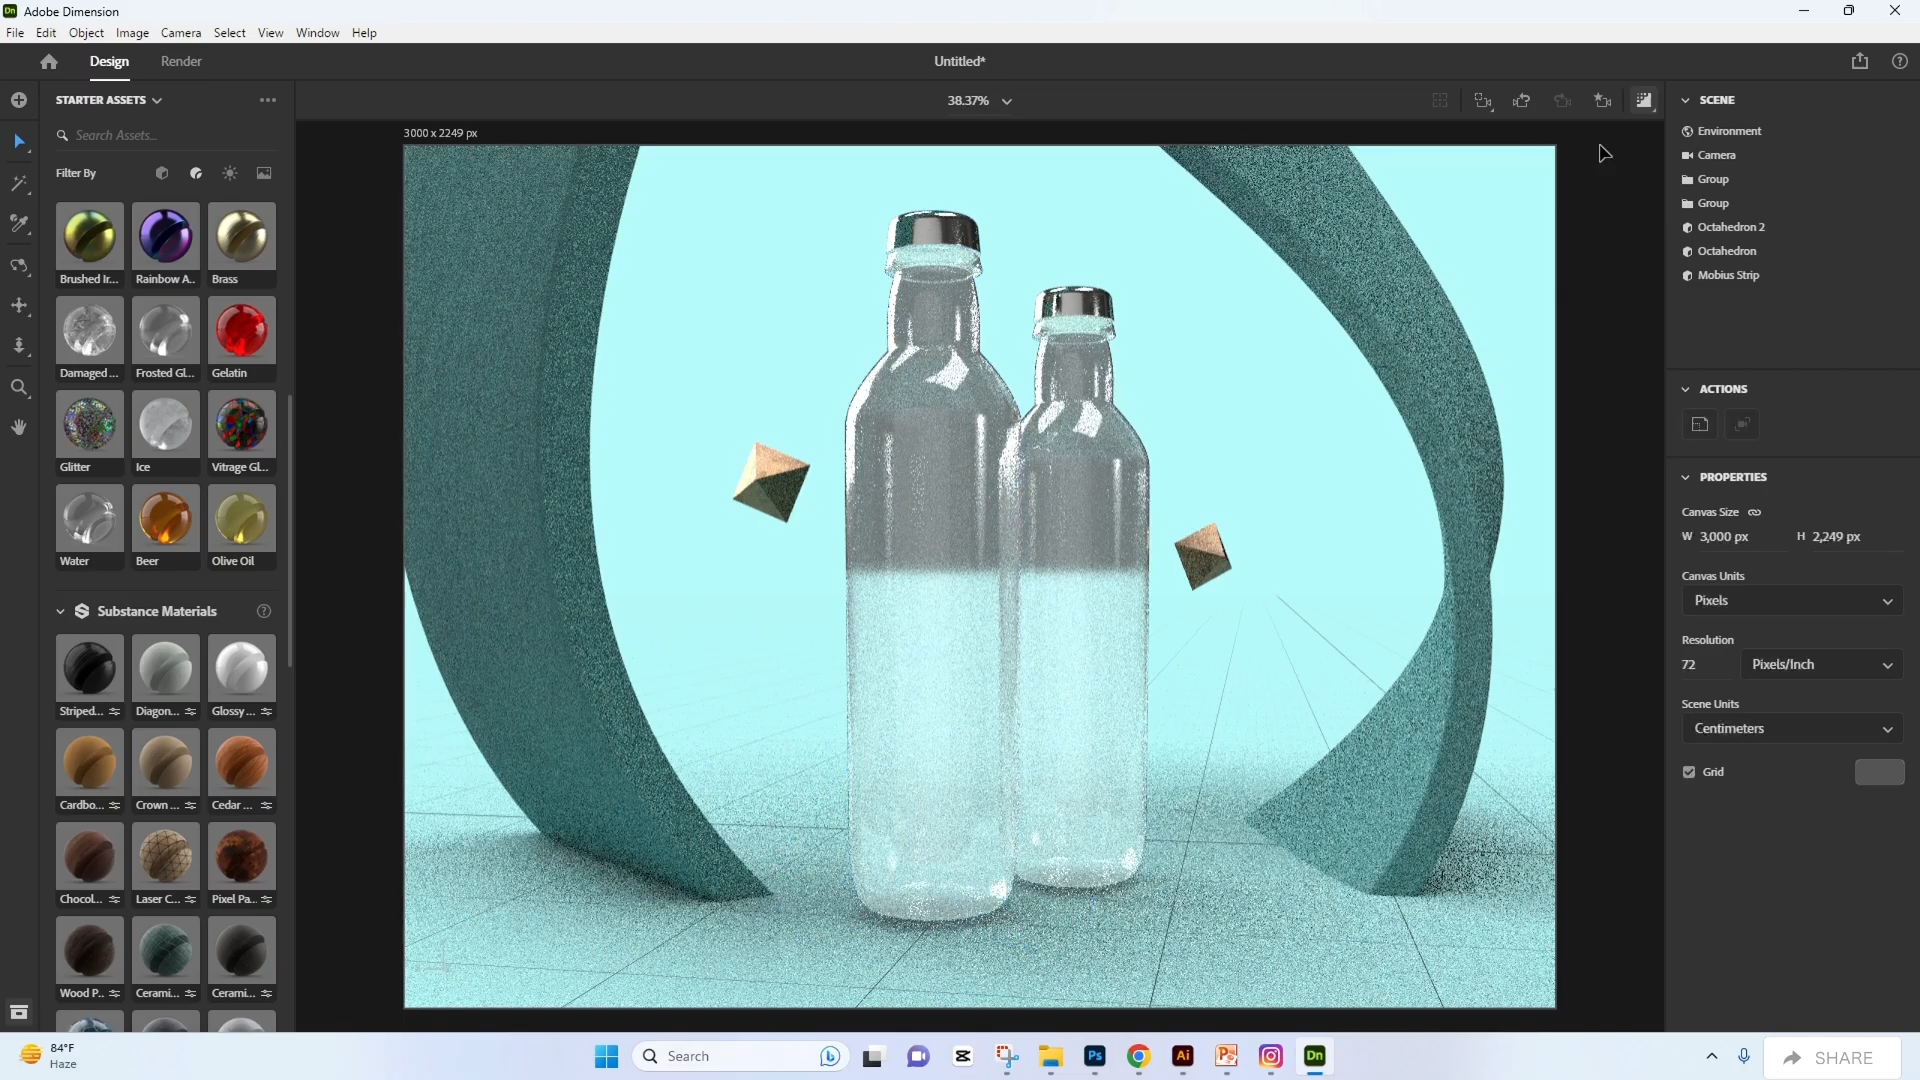 Dn Adobe Dimension
File Edit Object Image Camera Select View Window Help
Design Render Untitled*
STARTER ASSETS
Search Assets...
Filter By
Brushed Ir... Rainbow A.. Brass
Damaged ... Frosted Gl... Gelatin
Glitter Ice Vitrage Gl...
Water Beer Olive Oil
Substance Materials
Striped... Diagon... Glossy ...
Cardbo... Crown ... Cedar ...
Chocol... Laser C... Pixel Pa...
Wood P.. Cerami... Cerami...
38.37%
3000 x 2249 px
SCENE
Environment
Camera
Group
Group
Octahedron 2
Octahedron
Mobius Strip
ACTIONS
PROPERTIES
Canvas Size
W 3,000 px H 2,249 px
Canvas Units
Pixels
Resolution
72 Pixels/Inch
Scene Units
Centimeters
Grid
84°F
Haze
Search
Ps
Ai
Dn
SHARE